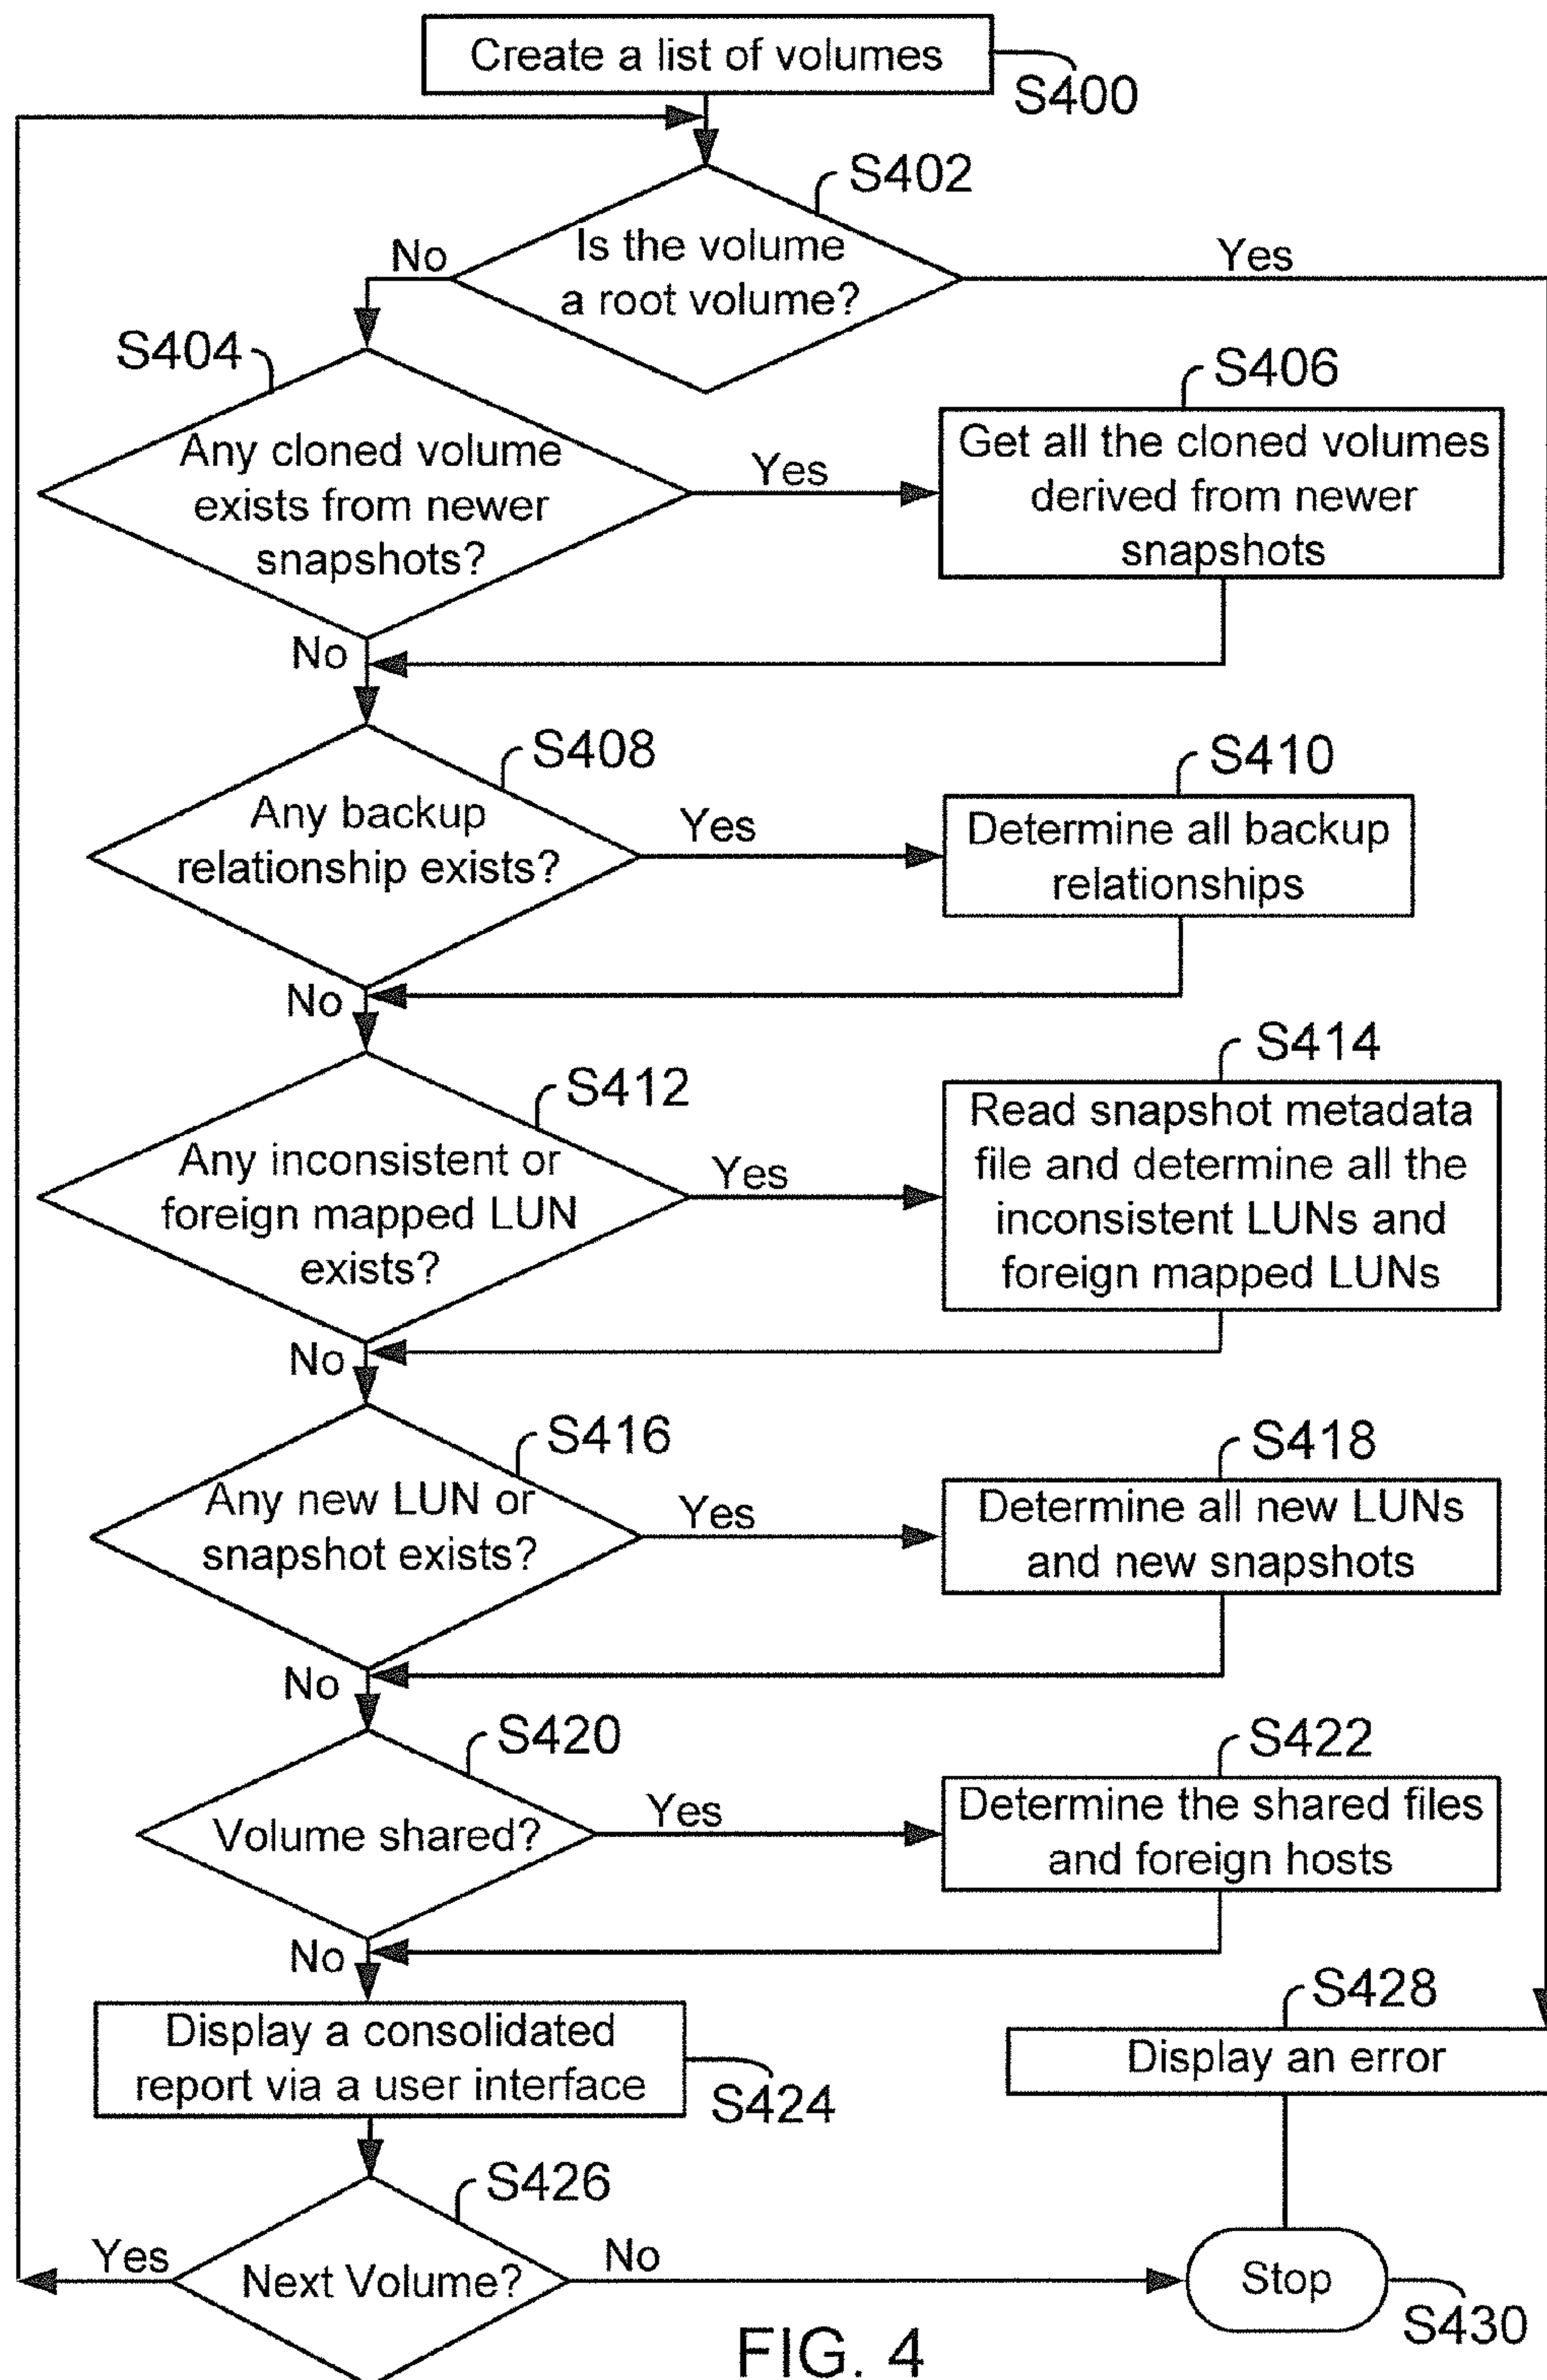 Create a list of volumes
S400
S402
Is the volume
a root volume?
No
Yes
S404
Any cloned volume
exists from newer
snapshots?
Yes
S406
Get all the cloned volumes
derived from newer
snapshots
No
S408
Any backup
relationship exists?
Yes
S410
Determine all backup
relationships
No
S412
Any inconsistent or
foreign mapped LUN
exists?
Yes
S414
Read snapshot metadata
file and determine all the
inconsistent LUNs and
foreign mapped LUNs
No
S416
Any new LUN or
snapshot exists?
Yes
S418
Determine all new LUNs
and new snapshots
No
S420
Volume shared?
Yes
S422
Determine the shared files
and foreign hosts
No
Display a consolidated
report via a user interface
S424
S428
Display an error
S426
Next Volume?
Yes
No
Stop
S430
FIG. 4